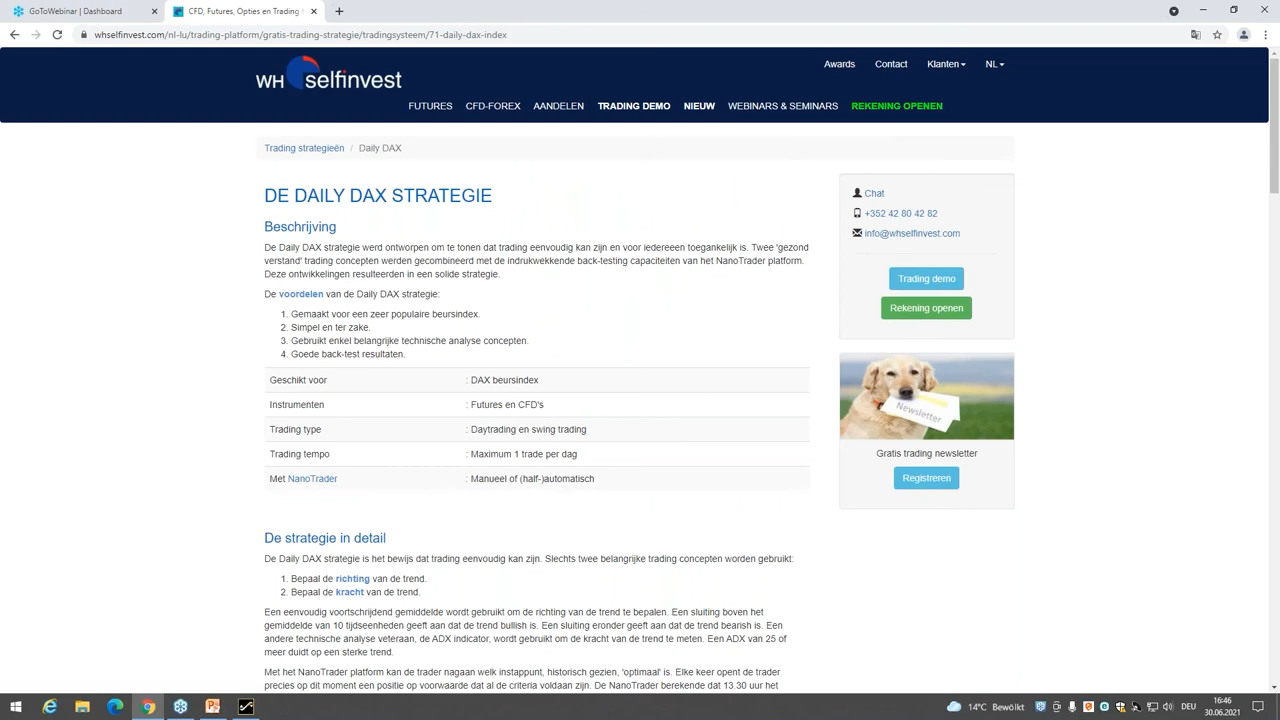 GoToWebinar | Dashboard
CFD, Futures, Opties en Trading
whselfinvest.com/nl-lu/trading-platform/gratis-trading-strategie/tradingsysteem/71-daily-dax-index
WH selfinvest
Awards Contact Klanten NL
FUTURES CFD-FOREX AANDELEN TRADING DEMO NIEUW WEBINARS & SEMINARS REKENING OPENEN
Trading strategieën / Daily DAX
DE DAILY DAX STRATEGIE
Beschrijving
De Daily DAX strategie werd ontworpen om te tonen dat trading eenvoudig kan zijn en voor iedereeen toegankelijk is. Twee 'gezond
verstand' trading concepten werden gecombineerd met de indrukwekkende back-testing capaciteiten van het NanoTrader platform.
Deze ontwikkelingen resulteerden in een solide strategie.
De voordelen van de Daily DAX strategie:
1. Gemaakt voor een zeer populaire beursindex.
2. Simpel en ter zake.
3. Gebruikt enkel belangrijke technische analyse concepten.
4. Goede back-test resultaten.
Geschikt voor : DAX beursindex
Instrumenten : Futures en CFD's
Trading type : Daytrading en swing trading
Trading tempo : Maximum 1 trade per dag
Met NanoTrader : Manueel of (half-)automatisch
De strategie in detail
De Daily DAX strategie is het bewijs dat trading eenvoudig kan zijn. Slechts twee belangrijke trading concepten worden gebruikt:
1. Bepaal de richting van de trend.
2. Bepaal de kracht van de trend.
Een eenvoudig voortschrijdend gemiddelde wordt gebruikt om de richting van de trend te bepalen. Een sluiting boven het
gemiddelde van 10 tijdseenheden geeft aan dat de trend bullish is. Een sluiting eronder geeft aan dat de trend bearish is. Een
andere technische analyse veteraan, de ADX indicator, wordt gebruikt om de kracht van de trend te meten. Een ADX van 25 of
meer duidt op een sterke trend.
Met het NanoTrader platform kan de trader nagaan welk instappunt, historisch gezien, 'optimaal' is. Elke keer opent de trader
precies op dit moment een positie op voorwaarde dat al de criteria voldaan zijn. De NanoTrader berekende dat 13.30 uur het
Chat
+352 42 80 42 82
info@whselfinvest.com
Trading demo
Rekening openen
Newsletter
Gratis trading newsletter
Registreren
14°C Bewölkt
DEU
16:46
30.06.2021